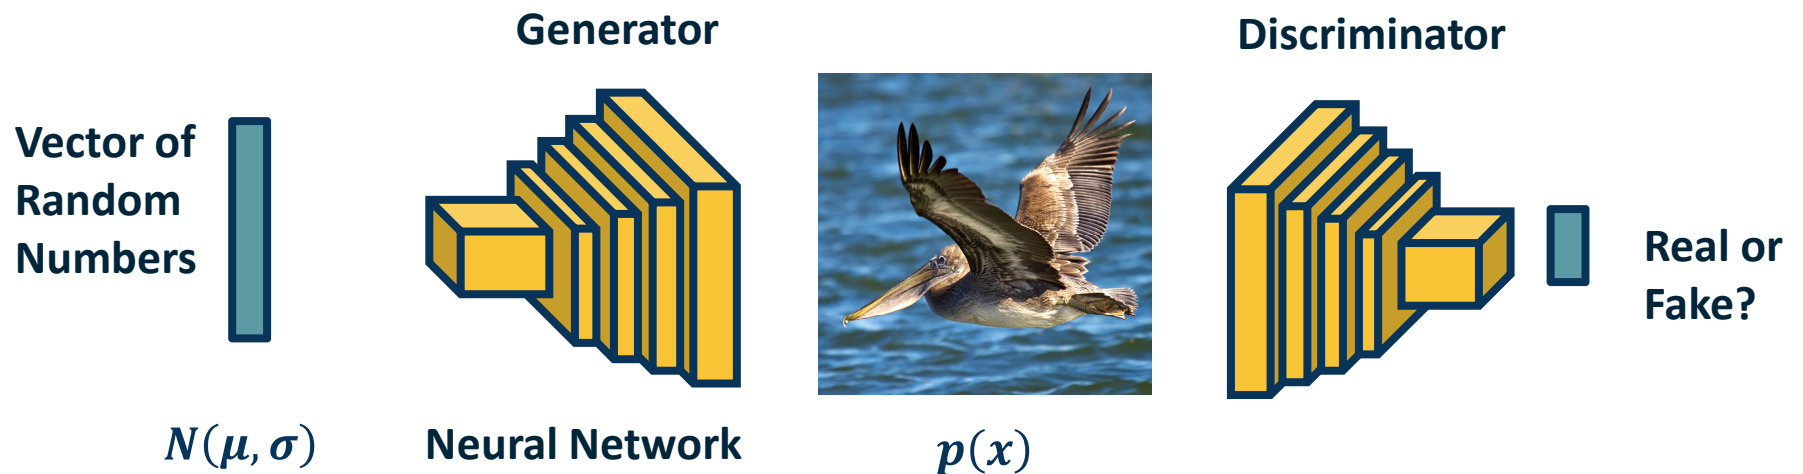 Generator
Discriminator
Vector of
Random
Numbers
Real or
Fake?
N(μ, σ)
Neural Network
p(x)